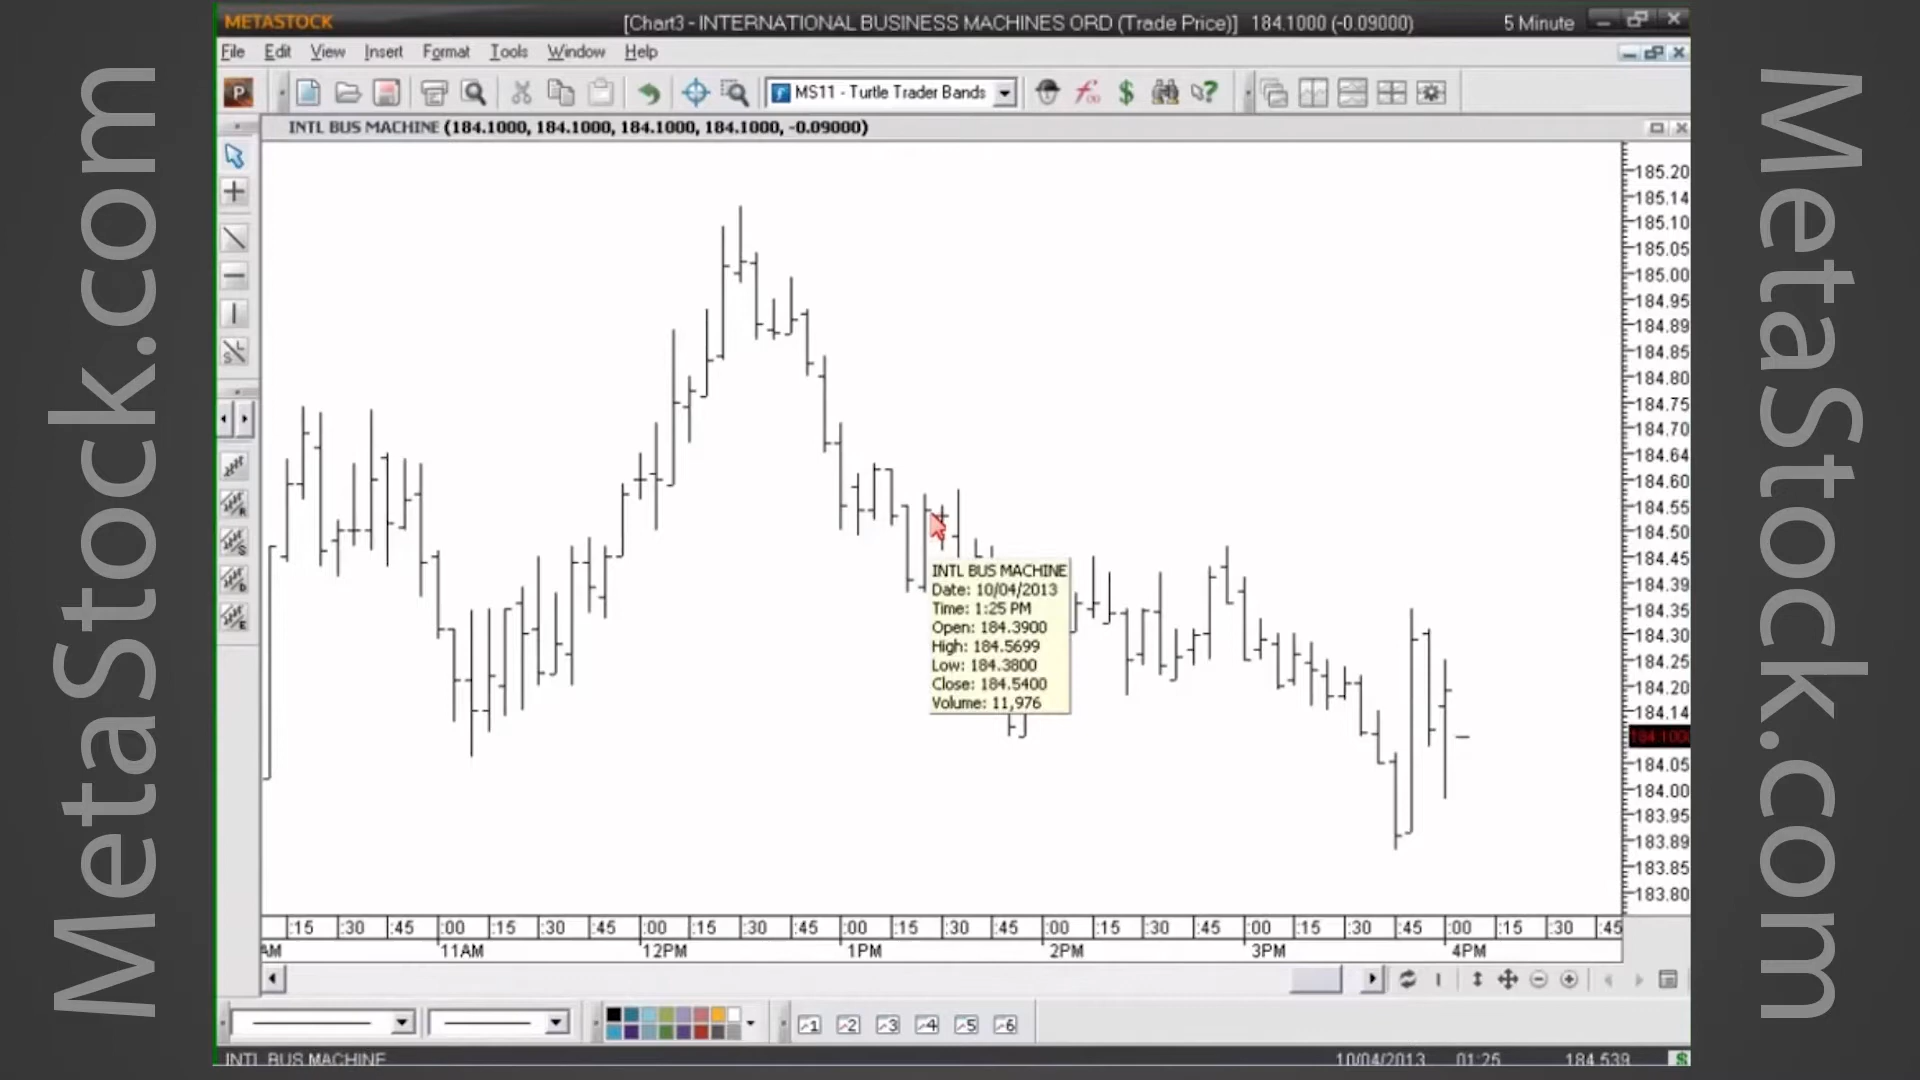 MetaStock.com
METASTOCK
[Chart3 - INTERNATIONAL BUSINESS MACHINES ORD (Trade Price)] 184.1000 (-0.09000)
5 Minute
File Edit View Insert Format Tools Window Help
P
MS11 - Turtle Trader Bands
INTL BUS MACHINE (184.1000, 184.1000, 184.1000, 184.1000, -0.09000)
185.20
185.14
185.10
185.05
185.00
184.95
184.89
184.85
184.80
184.75
184.70
184.64
184.60
184.55
184.50
184.45
184.39
184.35
184.30
184.25
184.20
184.14
184.1000
184.05
184.00
183.95
183.89
183.85
183.80
INTL BUS MACHINE
Date: 10/04/2013
Time: 1:25 PM
Open: 184.3900
High: 184.5699
Low: 184.3800
Close: 184.5400
Volume: 11,976
:15 :30 :45 :00 :15 :30 :45 :00 :15 :30 :45 :00 :15 :30 :45 :00 :15 :30 :45 :00 :15 :30 :45 :00 :15 :30 :45
AM 11AM 12PM 1PM 2PM 3PM 4PM
1 2 3 4 5 6
INTL BUS MACHINE
10/04/2013 01:25 184.539
MetaStock.com